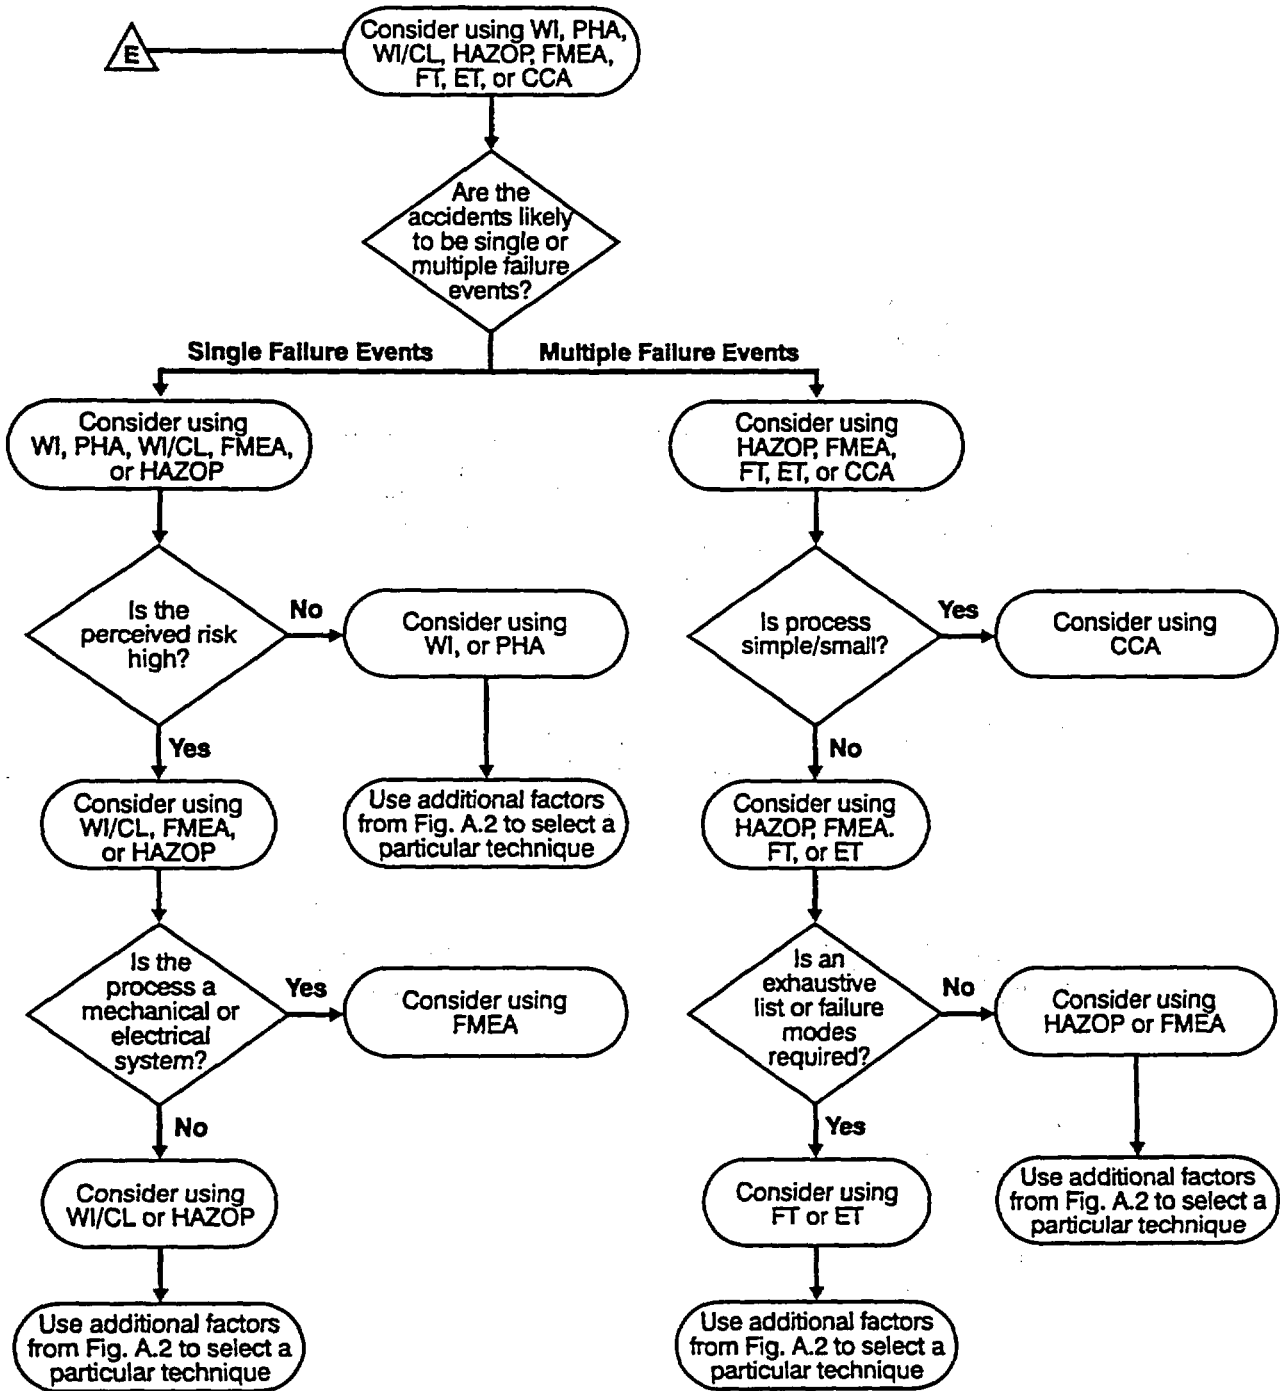 E
Consider using WI, PHA,
WI/CL, HAZOP, FMEA,
FT, ET, or CCA
Are the
accidents likely
to be single or
multiple failure
events?
Single Failure Events
Multiple Failure Events
Consider using
WI, PHA, WI/CL, FMEA,
or HAZOP
Consider using
HAZOP, FMEA,
FT, ET, or CCA
Is the
perceived risk
high?
No
Consider using
WI, or PHA
Is process
simple/small?
Yes
Consider using
CCA
Yes
No
Consider using
WI/CL, FMEA,
or HAZOP
Use additional factors
from Fig. A.2 to select a
particular technique
Consider using
HAZOP, FMEA.
FT, or ET
Is the
process a
mechanical or
electrical
system?
Yes
Consider using
FMEA
Is an
exhaustive
list or failure
modes
required?
No
Consider using
HAZOP or FMEA
No
Yes
Consider using
WI/CL or HAZOP
Consider using
FT or ET
Use additional factors
from Fig. A.2 to select a
particular technique
Use additional factors
from Fig. A.2 to select a
particular technique
Use additional factors
from Fig. A.2 to select a
particular technique